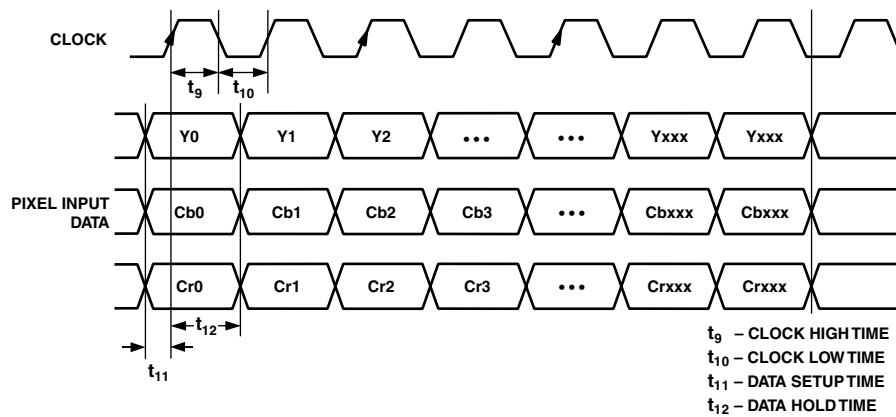 CLOCK
t9 t10
Y0 Y1 Y2 ••• ••• Yxxx Yxxx
PIXEL INPUT
DATA
Cb0 Cb1 Cb2 Cb3 ••• Cbxxx Cbxxx
Cr0 Cr1 Cr2 Cr3 ••• Crxxx Crxxx
t12
t11
t9 – CLOCK HIGH TIME
t10 – CLOCK LOW TIME
t11 – DATA SETUP TIME
t12 – DATA HOLD TIME